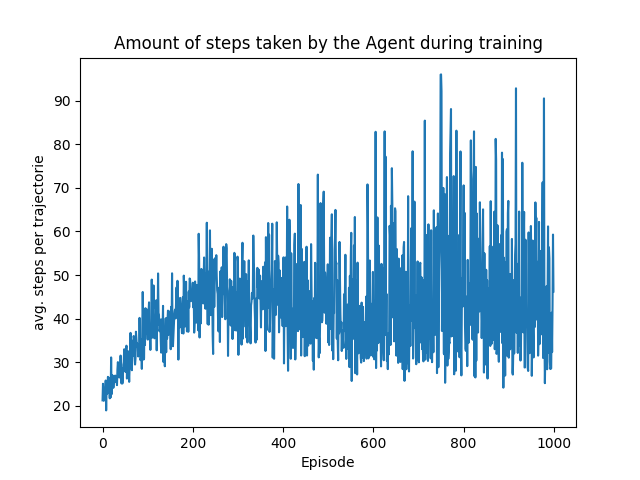 Amount of steps taken by the Agent during training
avg. steps per trajectorie
90
80
70
60
50
40
30
20
0 200 400 600 800 1000
Episode